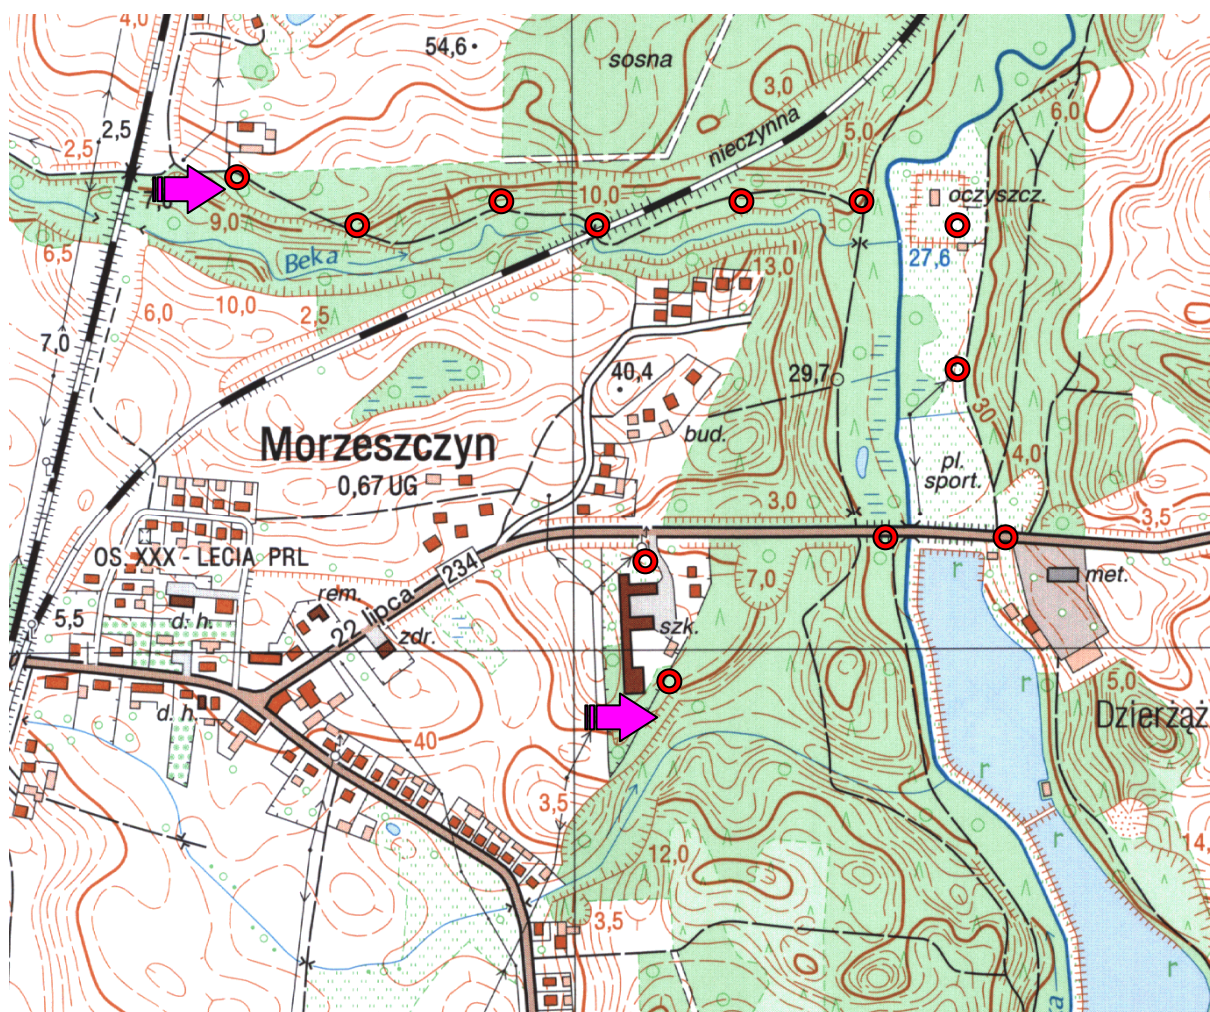 4,0
54,6
sosna
3,0
nieczynna
5,0
6,0
2,5
2,5
10,0
oczyszcz.
9,0
6,5
Beka
27,6
13,0
10,0
6,0
2,5
7,0
40,4
29,7
30
bud.
Morzeszczyn
0,67 UG
pl.
sport.
4,0
3,0
3,5
OS. XXX - LECIA PRL
234
7,0
met.
rem.
22 lipca
r
5,5
d. h.
zdr.
szk.
r
5,0
d. h.
40
Dzierząż
r
3,5
12,0
r
14,
3,5
r